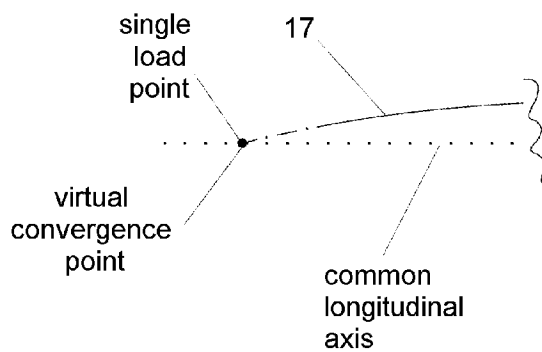 single
load
point
17
virtual
convergence
point
common
longitudinal
axis